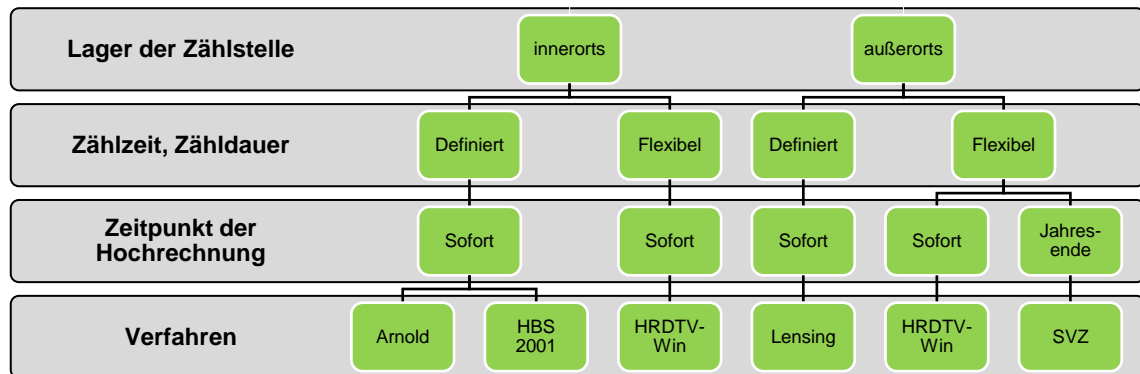 Lager der Zählstelle
innerorts
außerorts
Zählzeit, Zähldauer
Definiert
Flexibel
Definiert
Flexibel
Zeitpunkt der
Hochrechnung
Sofort
Sofort
Sofort
Sofort
Jahres-
ende
Verfahren
Arnold
HBS
2001
HRDTV-
Win
Lensing
HRDTV-
Win
SVZ